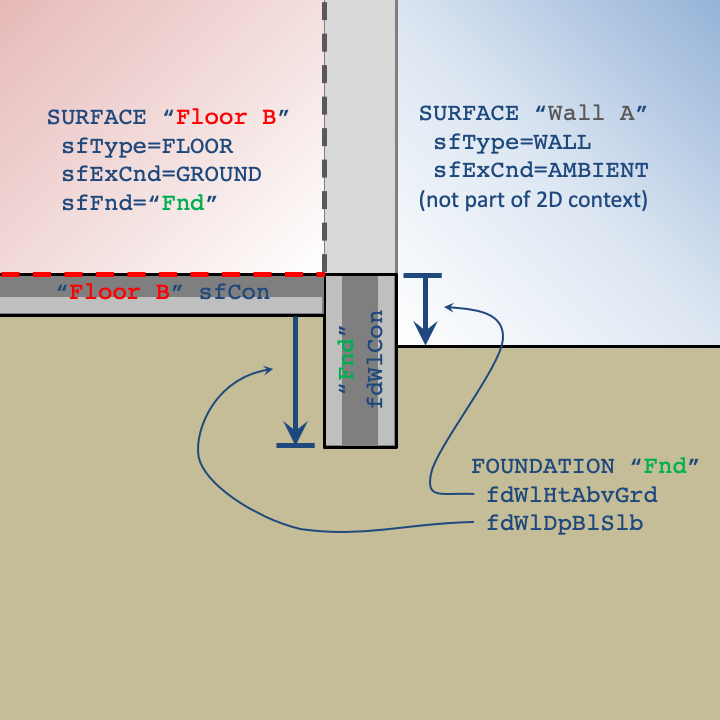 SURFACE “Floor B”
sfType=FLOOR
sfExCnd=GROUND
sfFnd=“Fnd”
SURFACE “Wall A”
sfType=WALL
sfExCnd=AMBIENT
(not part of 2D context)
“Floor B” sfCon
“Fnd”
fdWlCon
FOUNDATION “Fnd”
fdWlHtAbvGrd
fdWlDpBlSlb